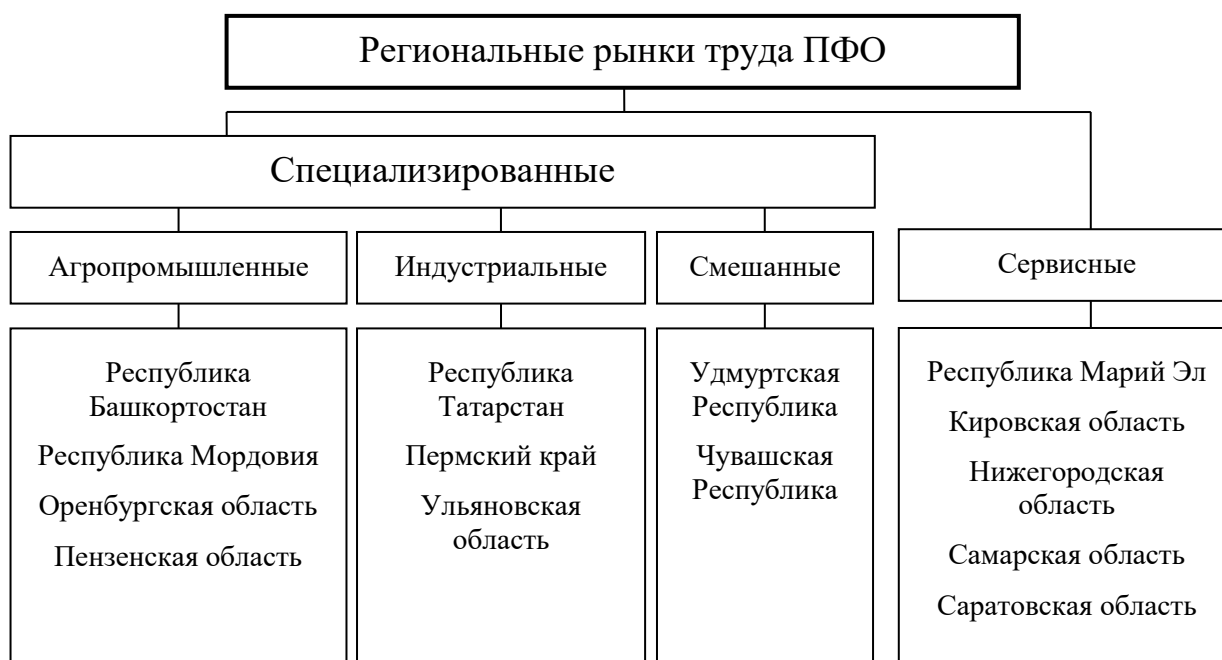 Региональные рынки труда ПФО
Специализированные
Агропромышленные
Индустриальные
Смешанные
Сервисные
Республика
Башкортостан
Республика Мордовия
Оренбургская область
Пензенская область
Республика
Татарстан
Пермский край
Ульяновская
область
Удмуртская
Республика
Чувашская
Республика
Республика Марий Эл
Кировская область
Нижегородская
область
Самарская область
Саратовская область